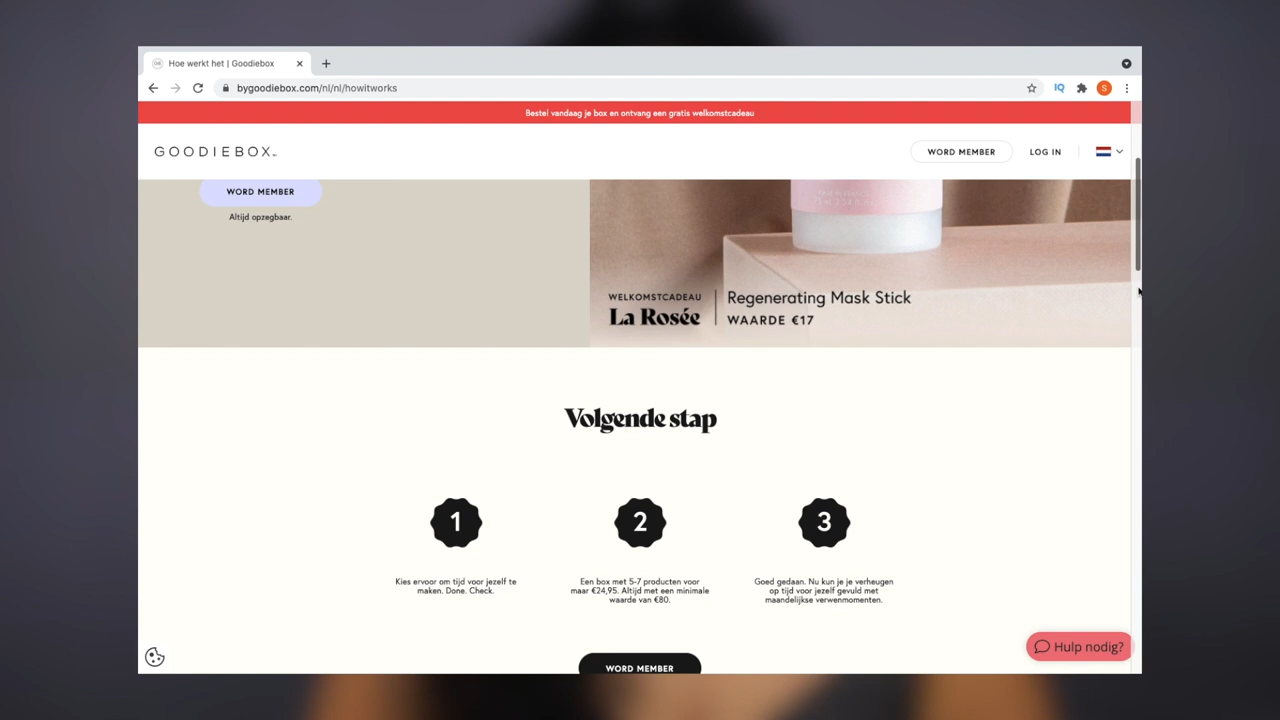 Hoe werkt het | Goodiebox
bygoodiebox.com/nl/nl/howitworks
IQ
S
Bestel vandaag je box en ontvang een gratis welkomstcadeau
GOODIEBOX
WORD MEMBER
LOG IN
WORD MEMBER
Altijd opzegbaar.
WELKOMSTCADEAU
La Rosée
Regenerating Mask Stick
WAARDE €17
Volgende stap
1
2
3
Kies ervoor om tijd voor jezelf te
maken. Done. Check.
Een box met 5-7 producten voor
maar €24,95. Altijd met een minimale
waarde van €80.
Goed gedaan. Nu kun je je verheugen
op tijd voor jezelf gevuld met
maandelijkse verwenmomenten.
WORD MEMBER
Hulp nodig?